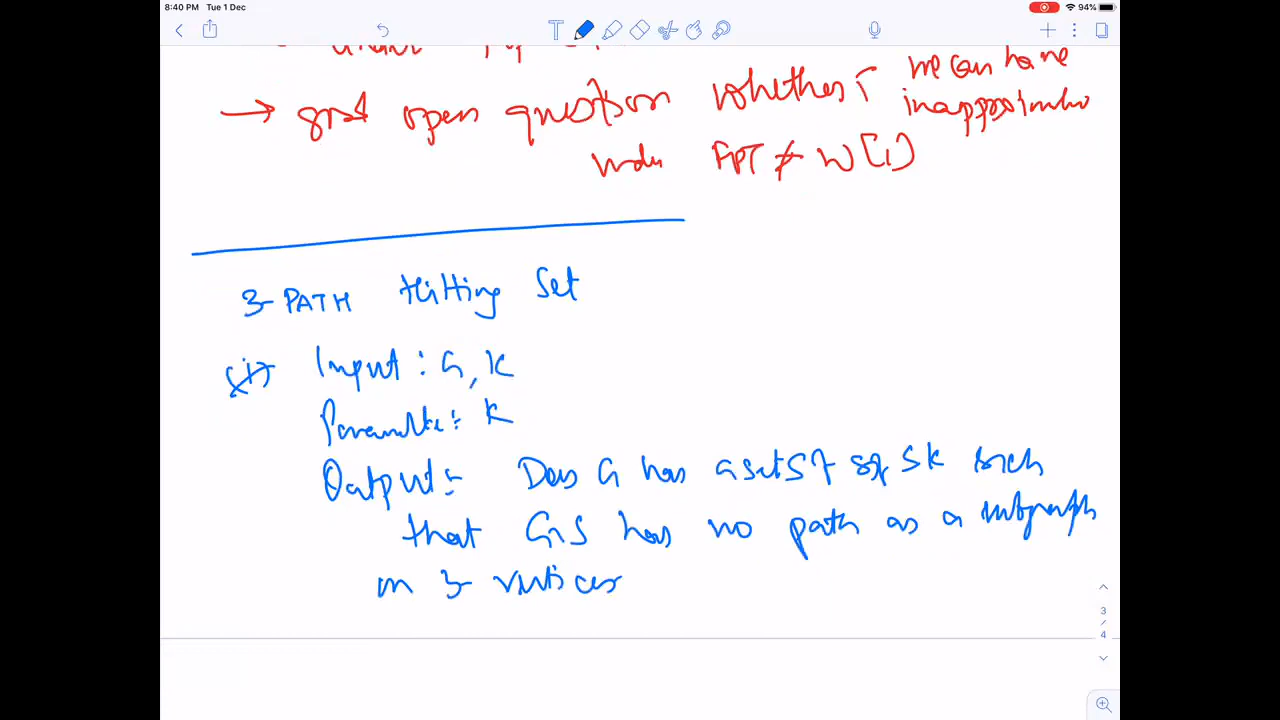 8:40 PM Tue 1 Dec
94%
→ great open question whether we can have
inapproximability
under FPT ≠ W[1]
3-PATH Hitting Set
(*) Input: G, K
Parameter: K
Output: Does G has a set S of size ≤ K such
that G\S has no path as a subgraph
on 3 vertices
3
/
4